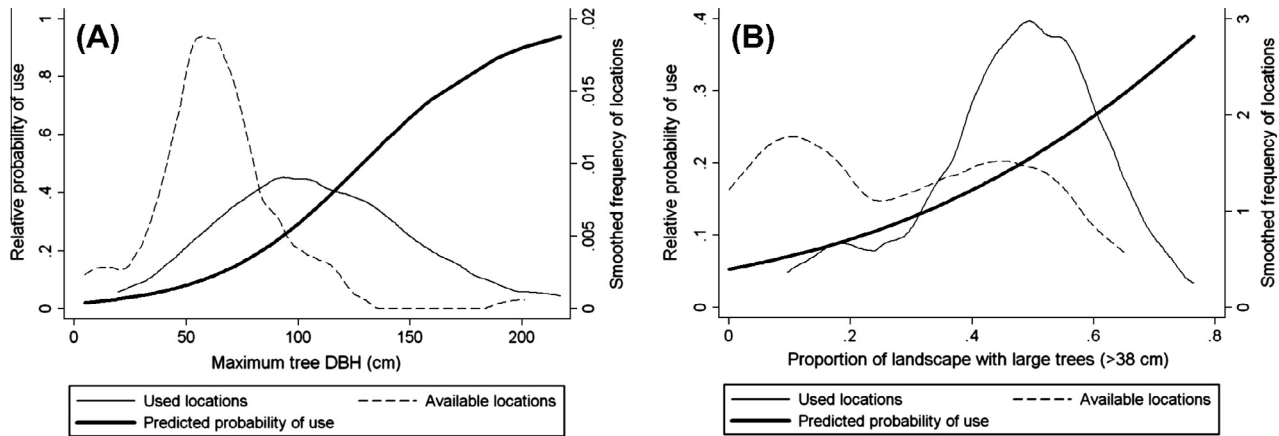 (A)
Relative probability of use
0 .2 .4 .6 .8 1
Smoothed frequency of locations
0 .005 .01 .015 .02
0 50 100 150 200
Maximum tree DBH (cm)
Used locations Available locations
Predicted probability of use
(B)
Relative probability of use
0 .1 .2 .3 .4
Smoothed frequency of locations
0 1 2 3
0 .2 .4 .6 .8
Proportion of landscape with large trees (>38 cm)
Used locations Available locations
Predicted probability of use